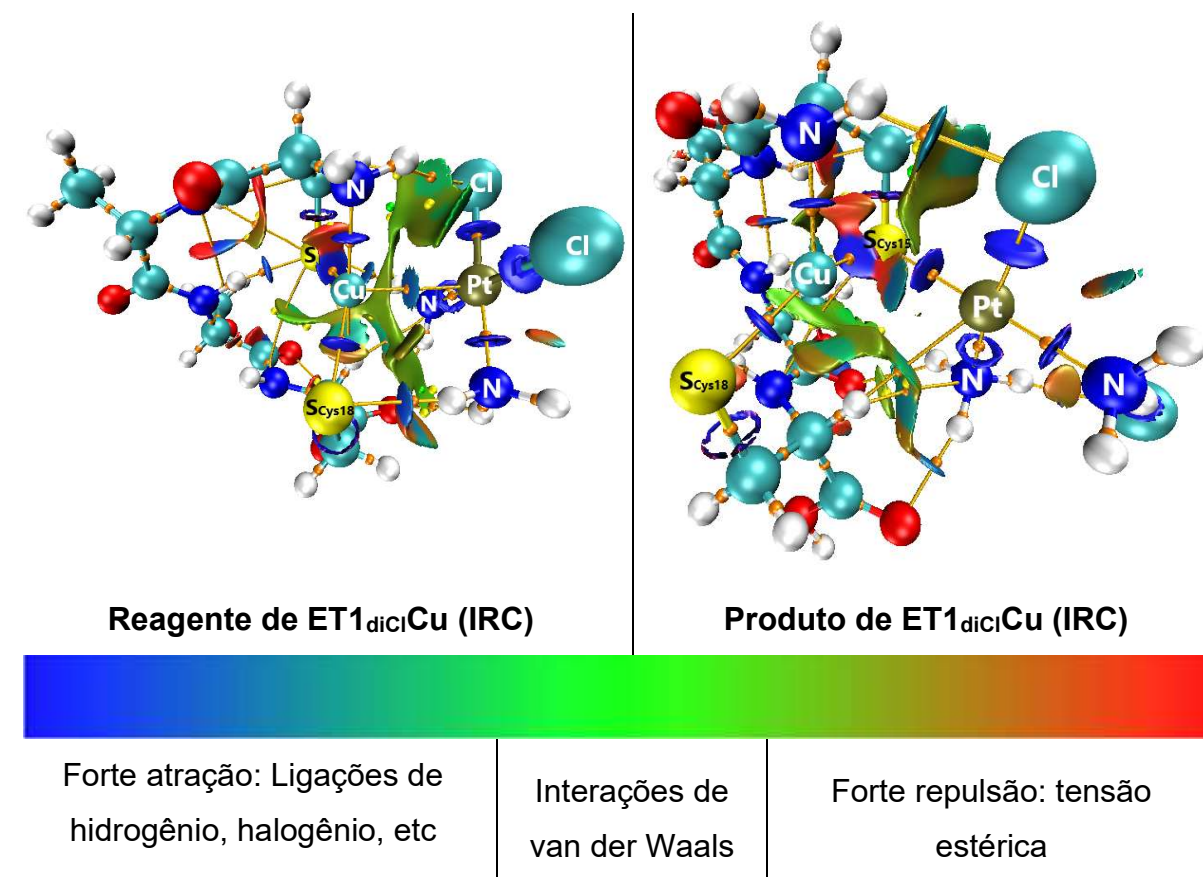 N
Cl
Cl
S
Cu
N
Pt
N
SCys18
N
Cl
SCys15
Cu
Pt
SCys18
N
N
Reagente de ET1diClCu (IRC)
Produto de ET1diClCu (IRC)
Forte atração: Ligações de
hidrogênio, halogênio, etc
Interações de
van der Waals
Forte repulsão: tensão
estérica